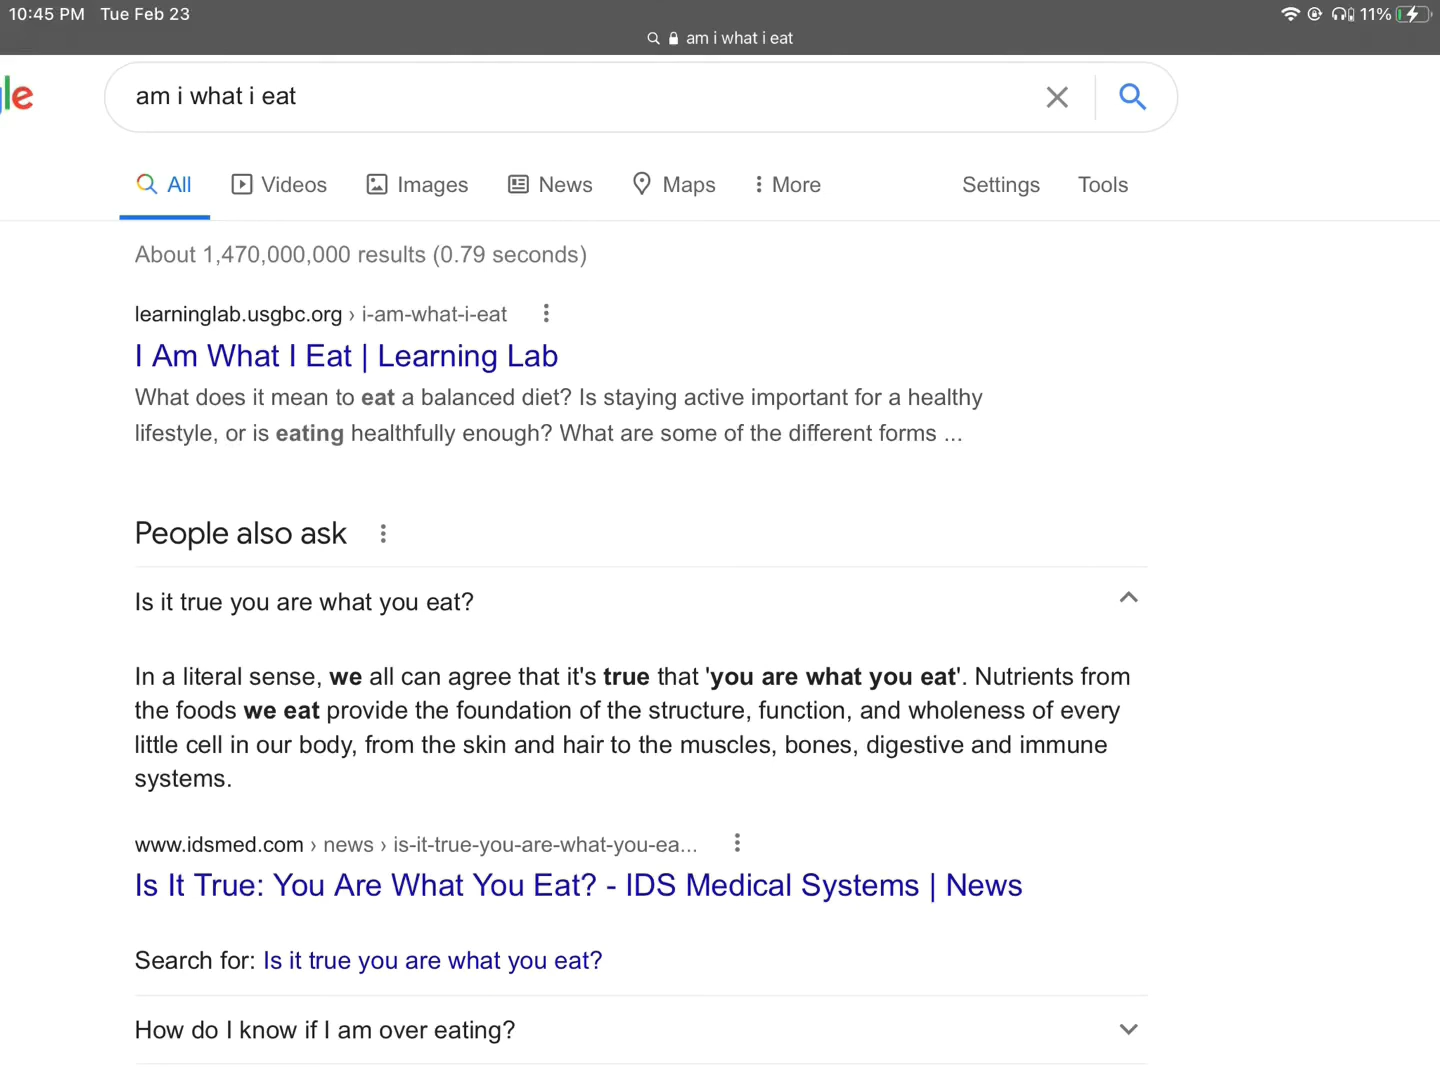 10:45 PM Tue Feb 23
11%
am i what i eat
le
am i what i eat
All Videos Images News Maps More Settings Tools
About 1,470,000,000 results (0.79 seconds)
learninglab.usgbc.org › i-am-what-i-eat
I Am What I Eat | Learning Lab
What does it mean to eat a balanced diet? Is staying active important for a healthy
lifestyle, or is eating healthfully enough? What are some of the different forms ...
People also ask
Is it true you are what you eat?
In a literal sense, we all can agree that it's true that 'you are what you eat'. Nutrients from
the foods we eat provide the foundation of the structure, function, and wholeness of every
little cell in our body, from the skin and hair to the muscles, bones, digestive and immune
systems.
www.idsmed.com › news › is-it-true-you-are-what-you-ea...
Is It True: You Are What You Eat? - IDS Medical Systems | News
Search for: Is it true you are what you eat?
How do I know if I am over eating?